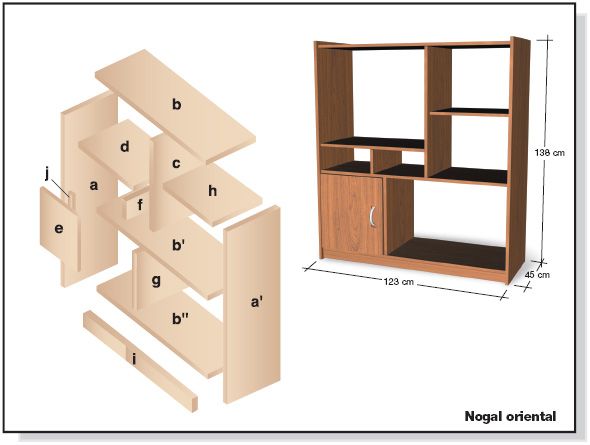 b
d
c
j
a
h
f
e
b'
g
a'
b"
i
138 cm
45 cm
123 cm
Nogal oriental